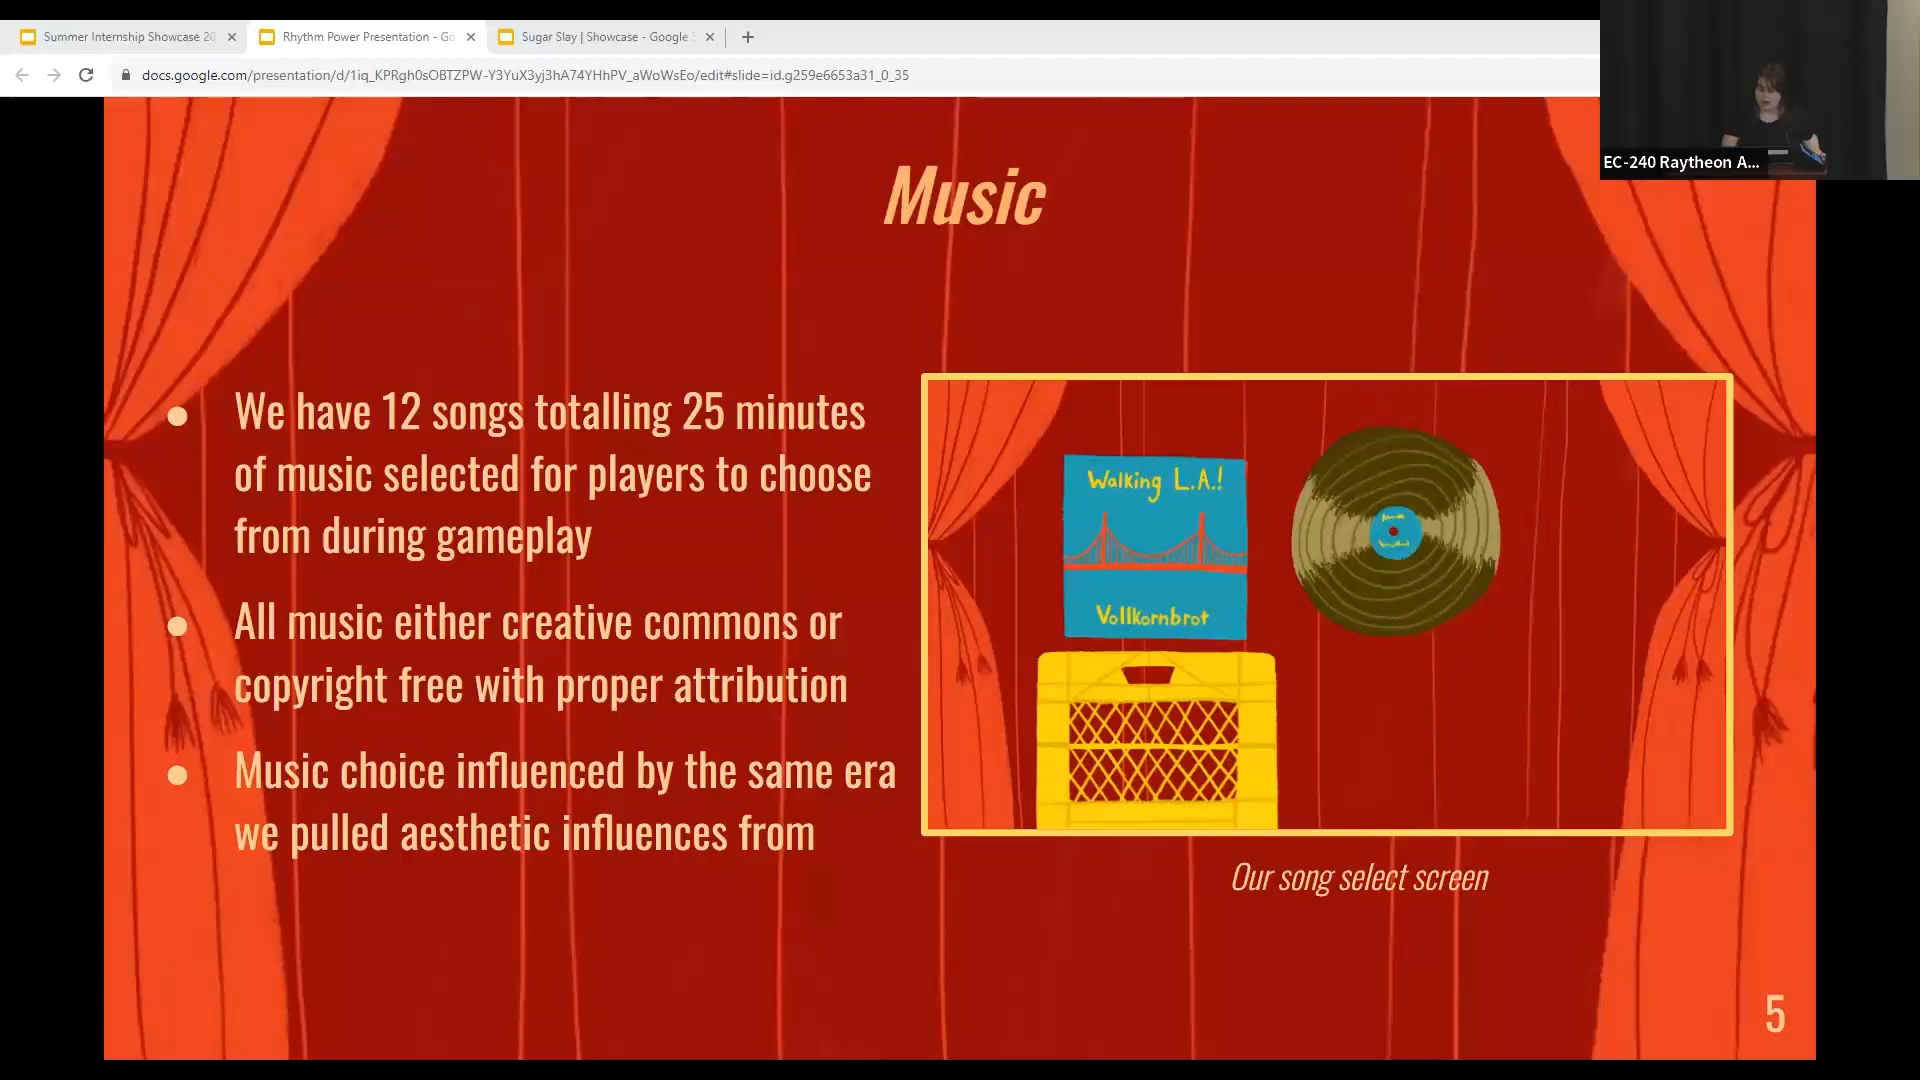 Summer Internship Showcase 20
Rhythm Power Presentation - Go
Sugar Slay | Showcase - Google S
docs.google.com/presentation/d/1iq_KPRgh0sOBTZPW-Y3YuX3yj3hA74YHhPV_aWoWsEo/edit#slide=id.g259e6653a31_0_35
EC-240 Raytheon A...
Music
We have 12 songs totalling 25 minutes
of music selected for players to choose
from during gameplay
All music either creative commons or
copyright free with proper attribution
Music choice influenced by the same era
we pulled aesthetic influences from
Walking L.A.!
Vollkornbrot
Our song select screen
5